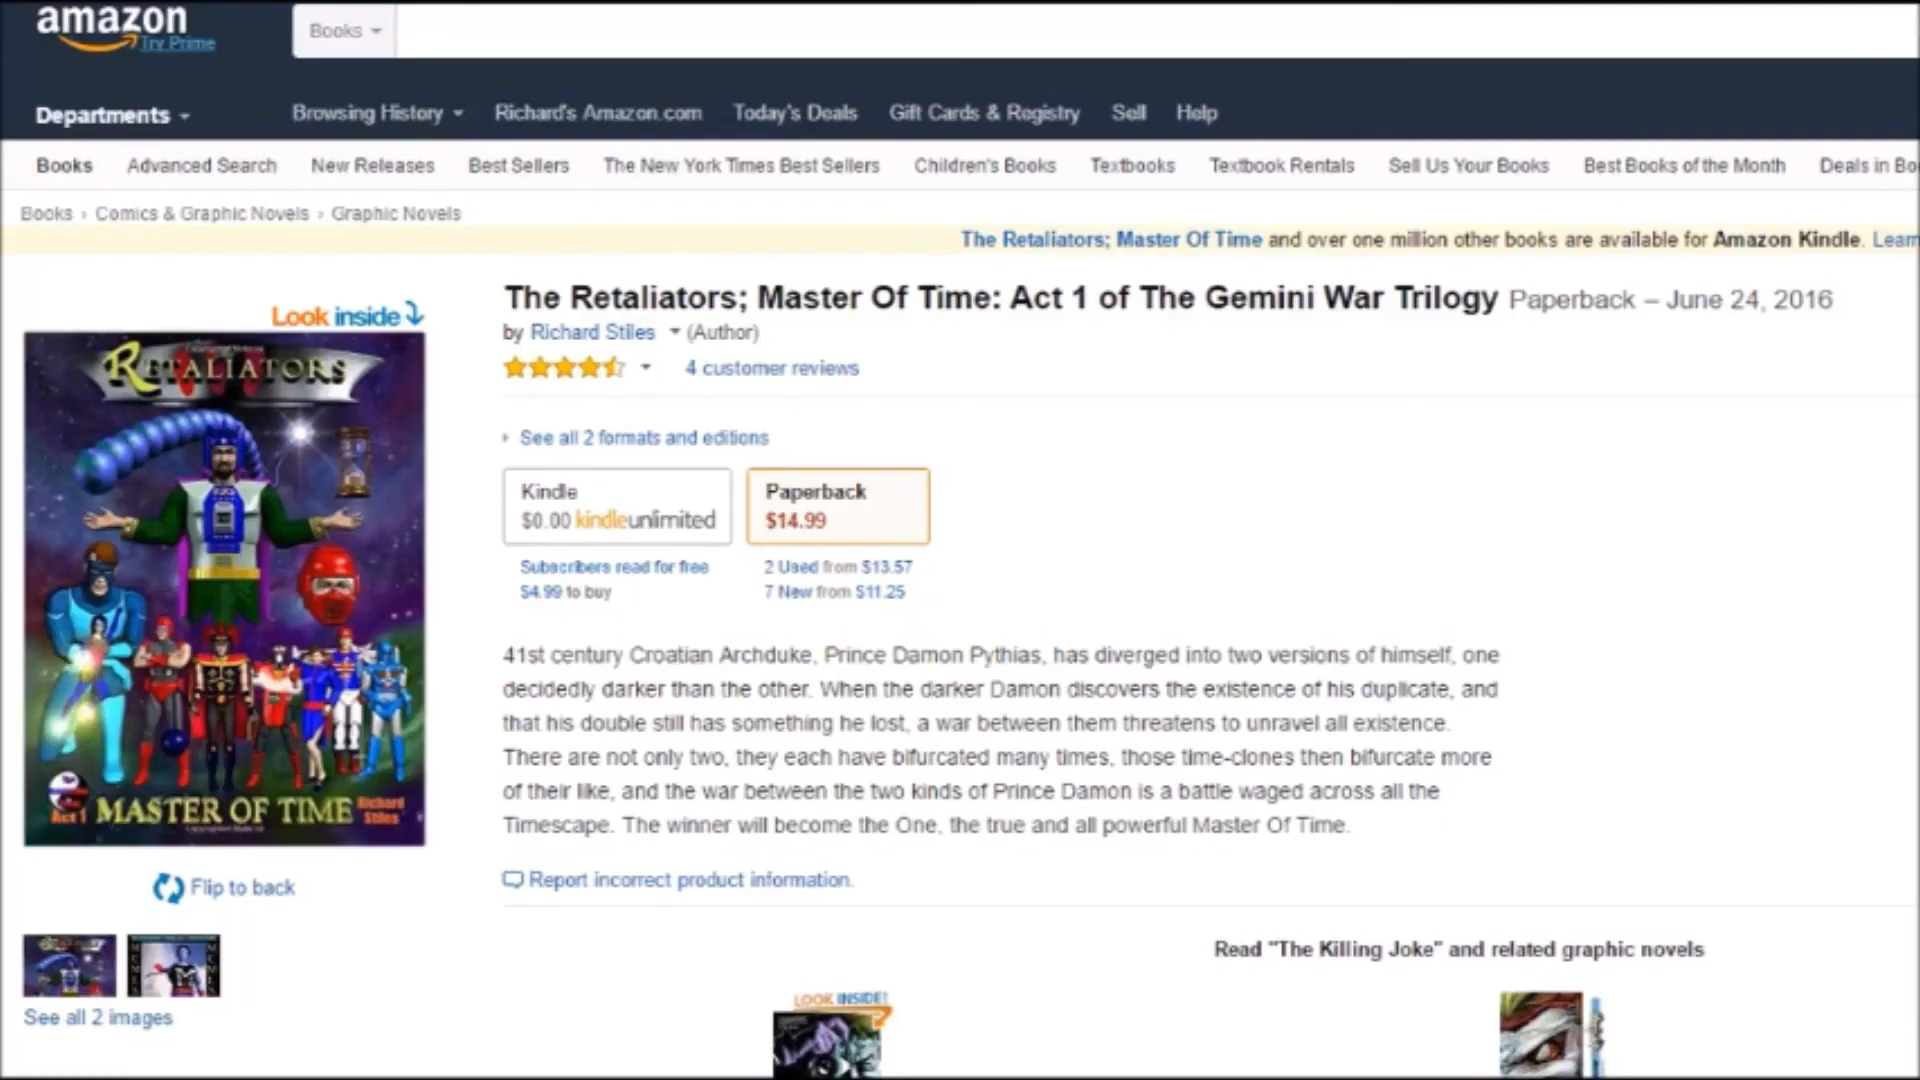 amazon
Try Prime
Books
Departments
Browsing History
Richard's Amazon.com
Today's Deals
Gift Cards & Registry
Sell
Help
Books
Advanced Search
New Releases
Best Sellers
The New York Times Best Sellers
Children's Books
Textbooks
Textbook Rentals
Sell Us Your Books
Best Books of the Month
Deals in Bo
Books › Comics & Graphic Novels › Graphic Novels
The Retaliators; Master Of Time and over one million other books are available for Amazon Kindle. Learn
Look inside
The Retaliators; Master Of Time: Act 1 of The Gemini War Trilogy Paperback – June 24, 2016
by Richard Stiles (Author)
4 customer reviews
See all 2 formats and editions
Kindle
$0.00 kindleunlimited
Subscribers read for free
$4.99 to buy
Paperback
$14.99
2 Used from $13.57
7 New from $11.25
41st century Croatian Archduke, Prince Damon Pythias, has diverged into two versions of himself, one
decidedly darker than the other. When the darker Damon discovers the existence of his duplicate, and
that his double still has something he lost, a war between them threatens to unravel all existence.
There are not only two, they each have bifurcated many times, those time-clones then bifurcate more
of their like, and the war between the two kinds of Prince Damon is a battle waged across all the
Timescape. The winner will become the One, the true and all powerful Master Of Time.
Report incorrect product information.
RETALIATORS
Act 1
MASTER OF TIME
Richard
Stiles
Flip to back
See all 2 images
Read "The Killing Joke" and related graphic novels
LOOK INSIDE!